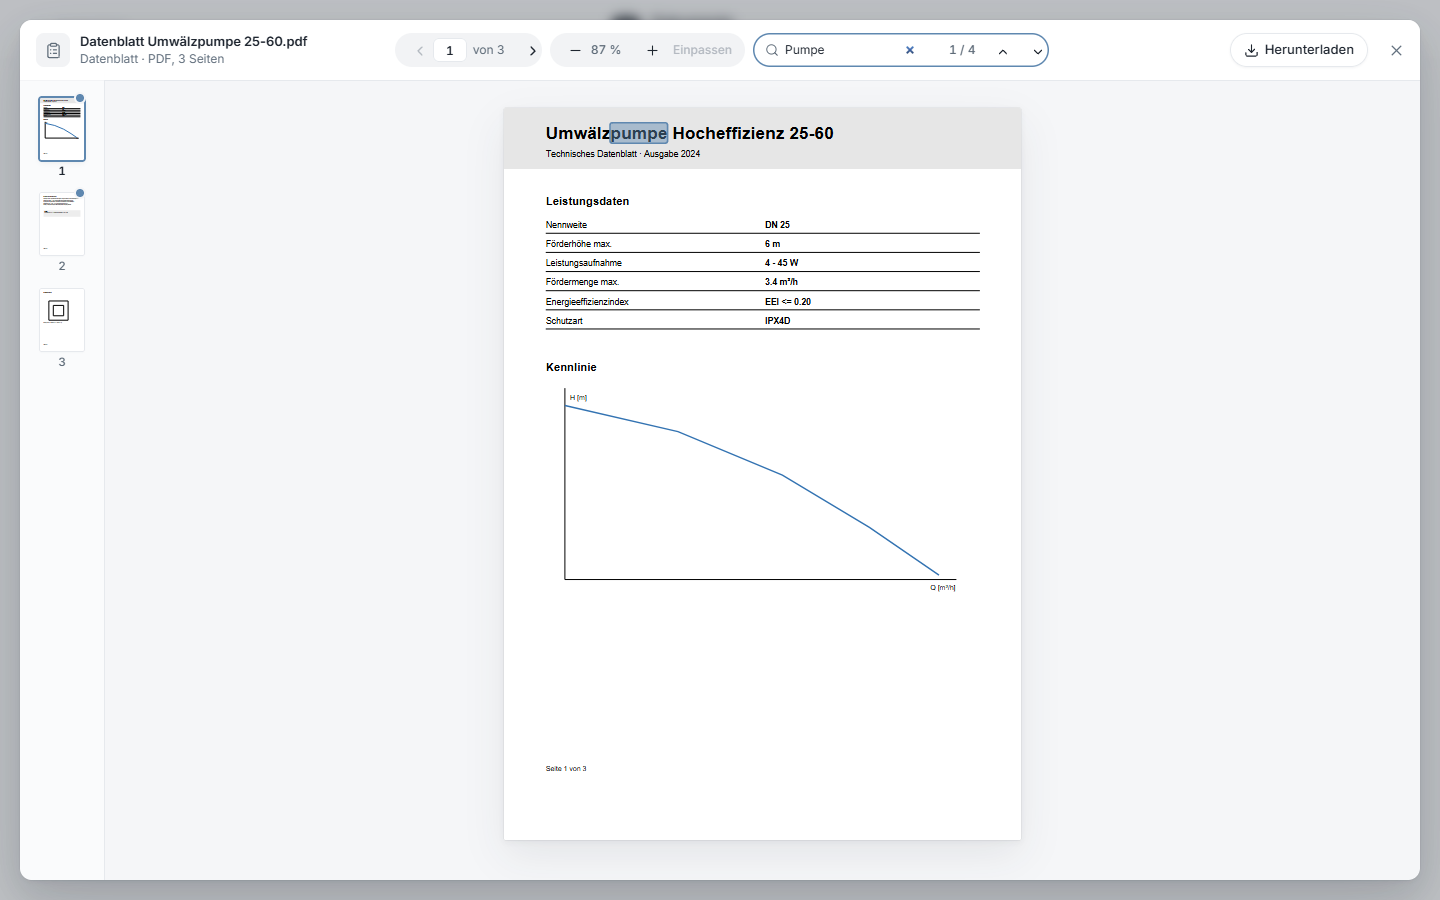 Datenblatt Umwälzpumpe 25-60.pdf
Datenblatt · PDF, 3 Seiten
1 von 3
87 %
Einpassen
Pumpe
1 / 4
Herunterladen
1
2
3
Umwälzpumpe Hocheffizienz 25-60
Technisches Datenblatt · Ausgabe 2024
Leistungsdaten
Nennweite DN 25
Förderhöhe max. 6 m
Leistungsaufnahme 4 - 45 W
Fördermenge max. 3.4 m³/h
Energieeffizienzindex EEI <= 0.20
Schutzart IPX4D
Kennlinie
H [m]
Q [m³/h]
Seite 1 von 3